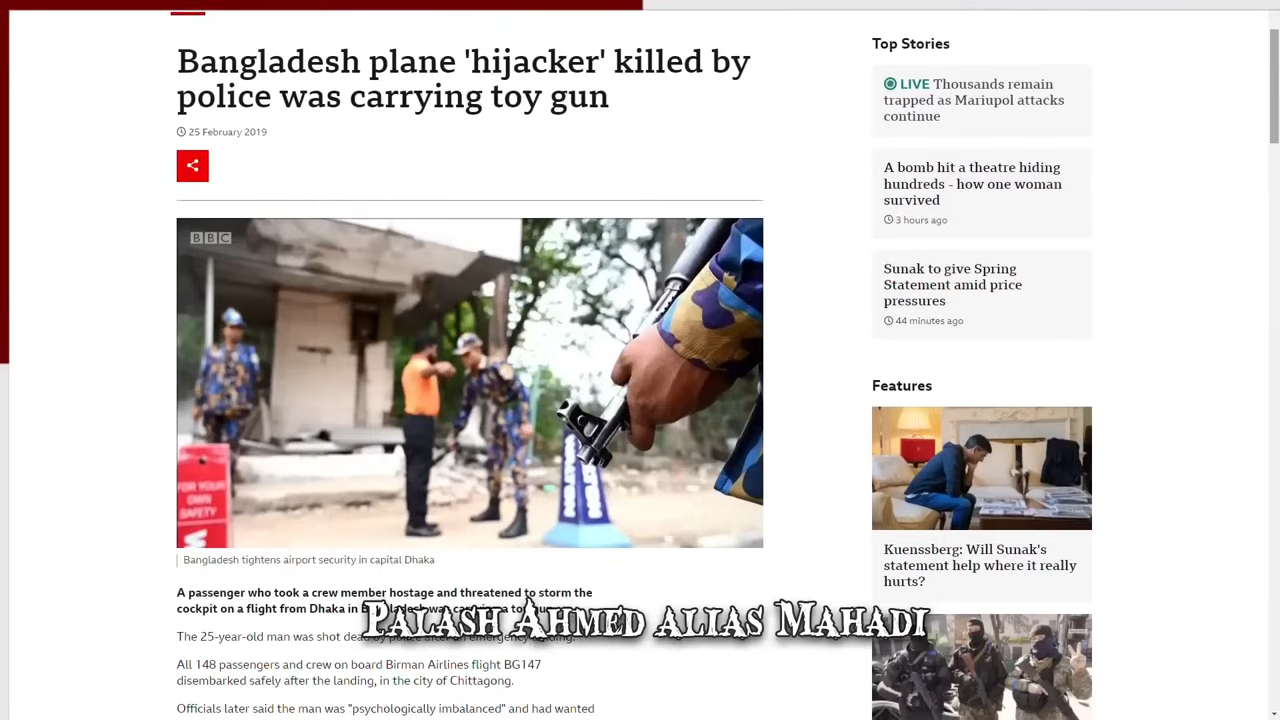 Bangladesh plane 'hijacker' killed by
police was carrying toy gun
25 February 2019
BBC
FOR YOUR
OWN
SAFETY
Bangladesh tightens airport security in capital Dhaka
A passenger who took a crew member hostage and threatened to storm the
cockpit on a flight from Dhaka in
Palash Ahmed alias Mahadi
The 25-year-old man was shot dead
All 148 passengers and crew on board Birman Airlines flight BG147
disembarked safely after the landing, in the city of Chittagong.
Officials later said the man was "psychologically imbalanced" and had wanted
Top Stories
LIVE Thousands remain
trapped as Mariupol attacks
continue
A bomb hit a theatre hiding
hundreds - how one woman
survived
3 hours ago
Sunak to give Spring
Statement amid price
pressures
44 minutes ago
Features
Kuenssberg: Will Sunak's
statement help where it really
hurts?